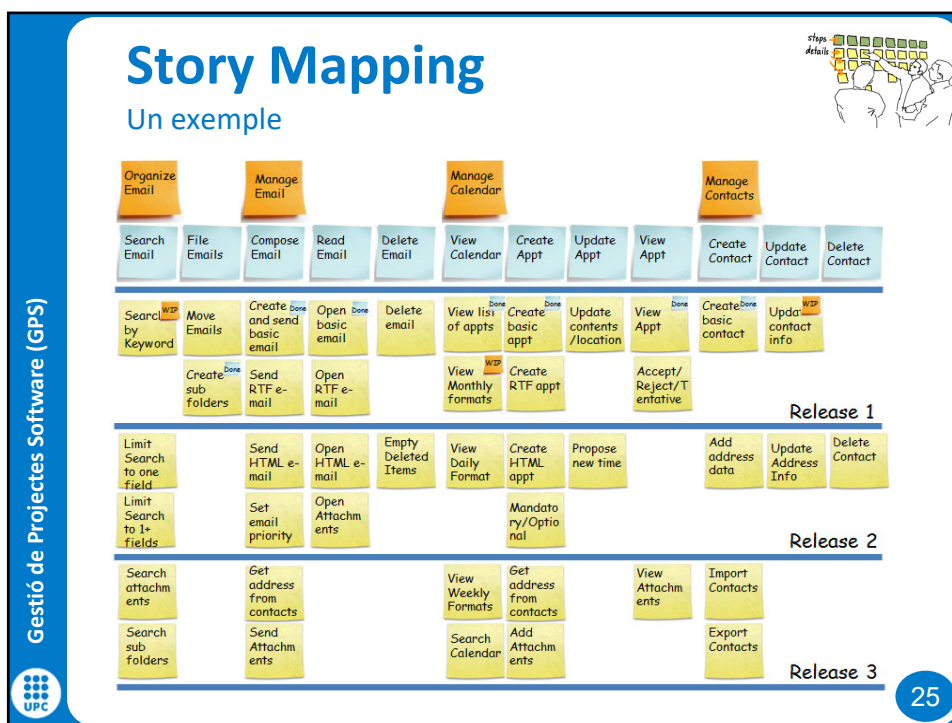 Story Mapping
Un exemple
steps
details
Gestió de Projectes Software (GPS)
UPC
Organize
Email
Manage
Email
Manage
Calendar
Manage
Contacts
Search
Email
File
Emails
Compose
Email
Read
Email
Delete
Email
View
Calendar
Create
Appt
Update
Appt
View
Appt
Create
Contact
Update
Contact
Delete
Contact
Search
by
Keyword
WIP
Move
Emails
Create
and send
basic
email
Done
Open
basic
email
Done
Delete
email
View list
of appts
Done
Create
basic
appt
Done
Update
contents
/location
View
Appt
Done
Create
basic
contact
Done
Update
contact
info
WIP
Create
sub
folders
Done
Send
RTF e-
mail
Open
RTF e-
mail
View
Monthly
formats
WIP
Create
RTF appt
Accept/
Reject/T
entative
Release 1
Limit
Search
to one
field
Send
HTML e-
mail
Open
HTML e-
mail
Empty
Deleted
Items
View
Daily
Format
Create
HTML
appt
Propose
new time
Add
address
data
Update
Address
Info
Delete
Contact
Limit
Search
to 1+
fields
Set
email
priority
Open
Attachm
ents
Mandato
ry/Optio
nal
Release 2
Search
attachm
ents
Get
address
from
contacts
View
Weekly
Formats
Get
address
from
contacts
View
Attachm
ents
Import
Contacts
Search
sub
folders
Send
Attachm
ents
Search
Calendar
Add
Attachm
ents
Export
Contacts
Release 3
25